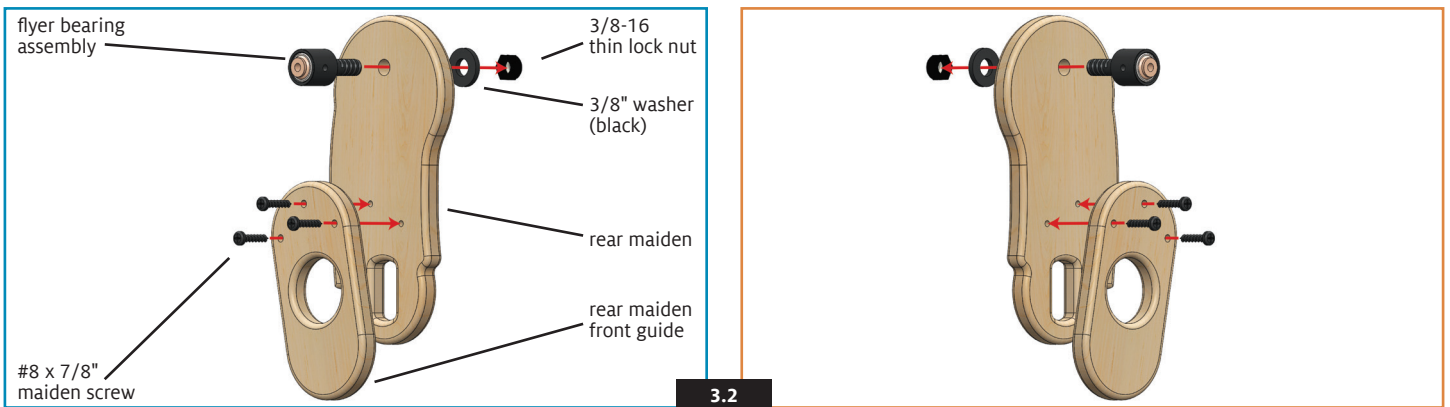 flyer bearing
assembly
3/8-16
thin lock nut
3/8" washer
(black)
rear maiden
rear maiden
front guide
#8 x 7/8"
maiden screw
3.2